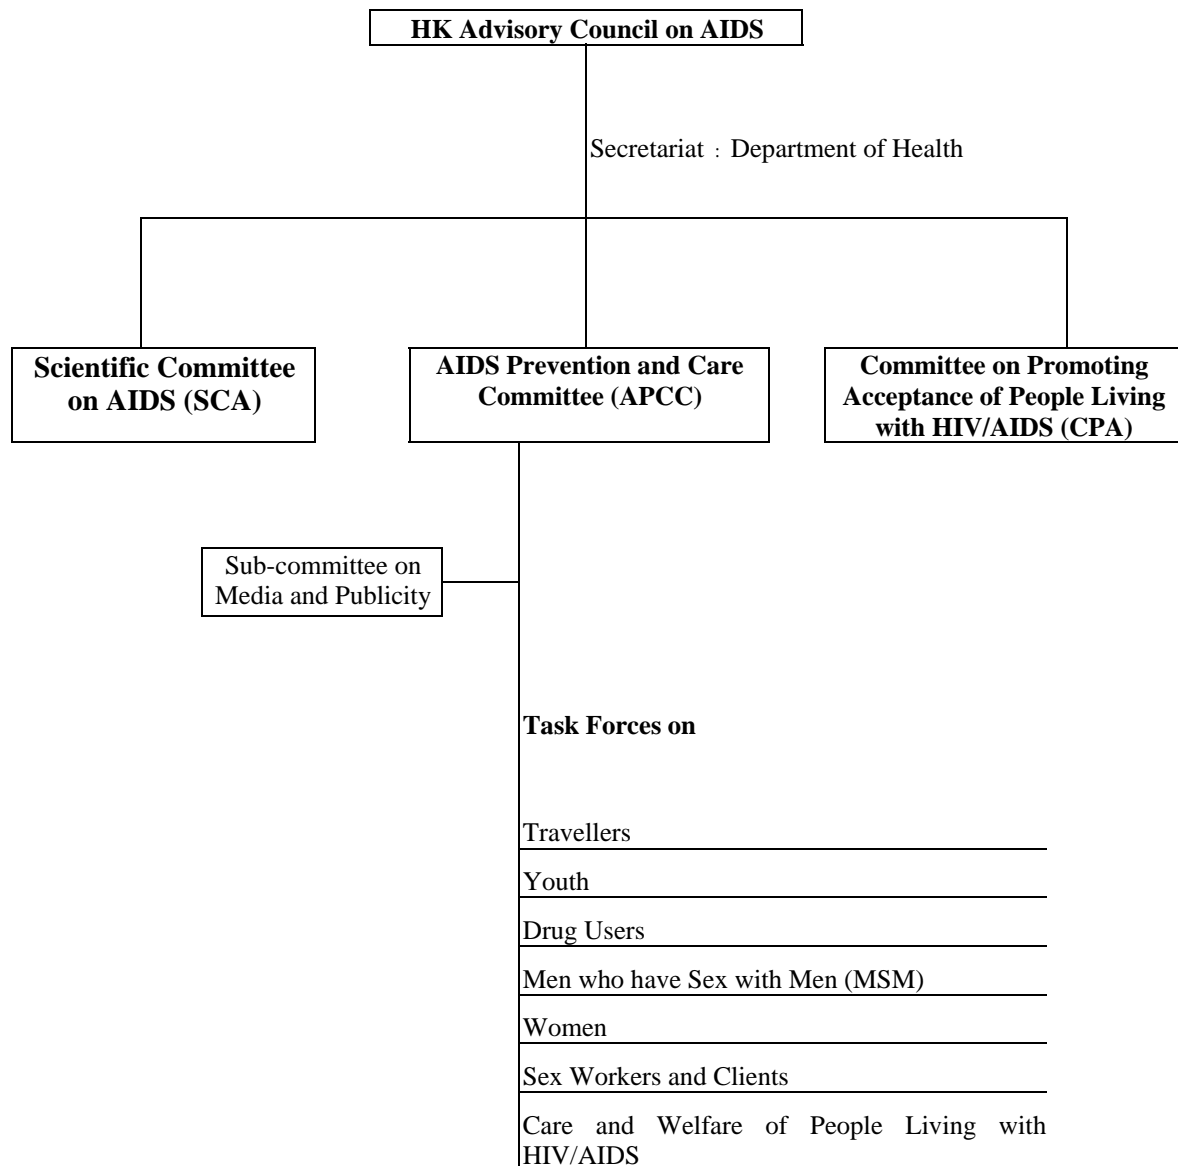 HK Advisory Council on AIDS
Secretariat : Department of Health
Scientific Committee
on AIDS (SCA)
AIDS Prevention and Care
Committee (APCC)
Committee on Promoting
Acceptance of People Living
with HIV/AIDS (CPA)
Sub-committee on
Media and Publicity
Task Forces on
Travellers
Youth
Drug Users
Men who have Sex with Men (MSM)
Women
Sex Workers and Clients
Care and Welfare of People Living with
HIV/AIDS